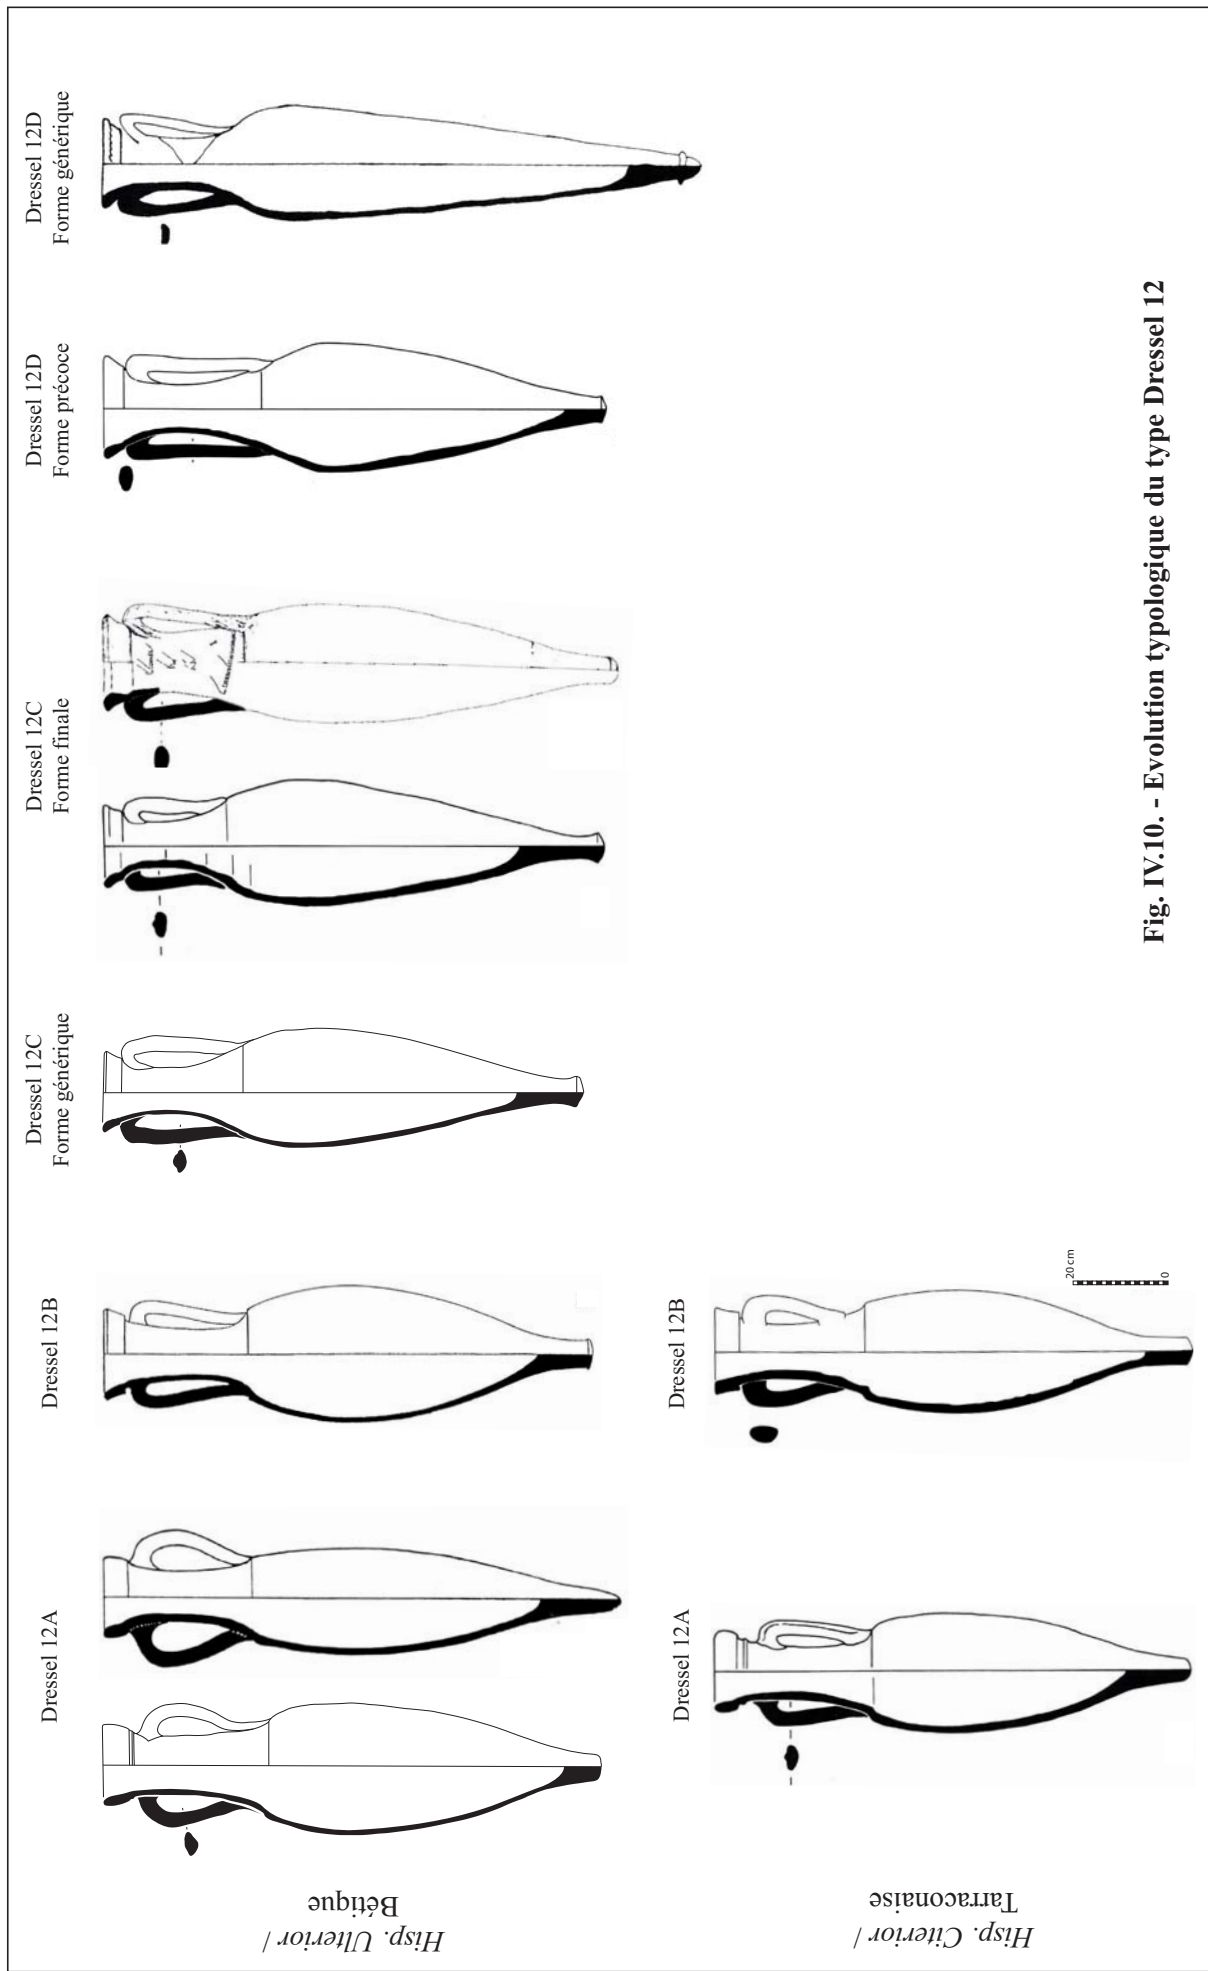 Hisp. Ulterior /
Bétique
Dressel 12A
Dressel 12B
Dressel 12C
Forme générique
Dressel 12C
Forme finale
Dressel 12D
Forme précoce
Dressel 12D
Forme générique
Hisp. Citerior /
Tarraconaise
Dressel 12A
Dressel 12B
20 cm
0
Fig. IV.10. - Evolution typologique du type Dressel 12